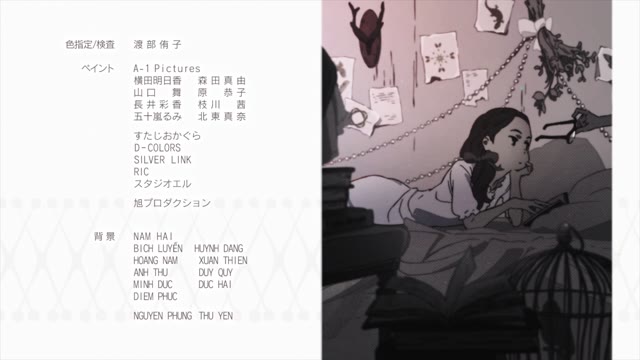 色指定/検査 渡部侑子
ペイント A-1 Pictures
横田明日香 森田真由
山口 舞 原 恭子
長井彩香 枝川 茜
五十嵐るみ 北東真奈
すたじおかぐら
D-COLORS
SILVER LINK
RIC
スタジオエル
旭プロダクション
背景 NAM HAI
BICH LUYÊN HUYNH DANG
HOANG NAM XUAN THIEN
ANH THU DUY QUY
MINH DUC DUC HAI
DIEM PHUC
NGUYEN PHUNG THU YEN